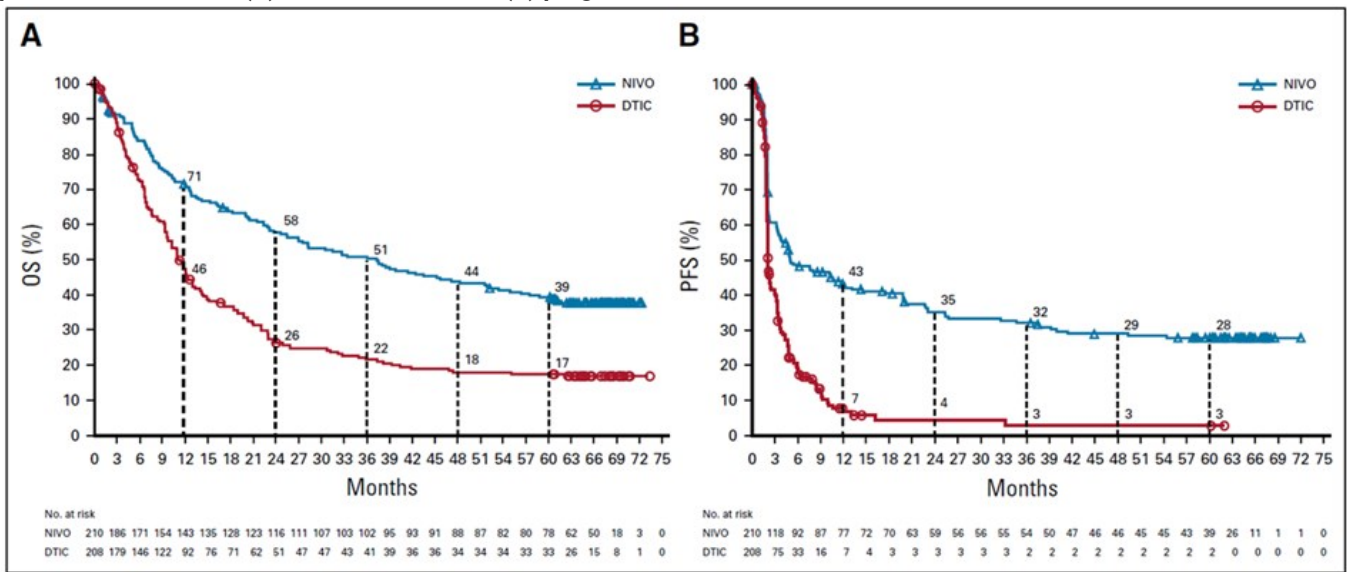 A
B
100
90
80
70
60
50
40
30
20
10
0
OS (%)
NIVO
DTIC
71
58
51
44
39
46
26
22
18
17
0 3 6 9 12 15 18 21 24 27 30 33 36 39 42 45 48 51 54 57 60 63 66 69 72 75
Months
No. at risk
NIVO 210 186 171 154 143 135 128 123 116 111 107 103 102 95 93 91 88 87 82 80 78 62 50 18 3 0
DTIC 208 179 146 122 92 76 71 62 51 47 47 43 41 39 36 36 34 34 34 33 33 26 15 8 1 0
100
90
80
70
60
50
40
30
20
10
0
PFS (%)
NIVO
DTIC
43
35
32
29
28
7
4
3
3
3
0 3 6 9 12 15 18 21 24 27 30 33 36 39 42 45 48 51 54 57 60 63 66 69 72 75
Months
No. at risk
NIVO 210 118 92 87 77 72 70 63 59 56 56 55 54 50 47 46 46 45 45 43 39 26 11 1 1 0
DTIC 208 75 33 16 7 4 3 3 3 3 3 3 2 2 2 2 2 2 2 2 2 0 0 0 0 0